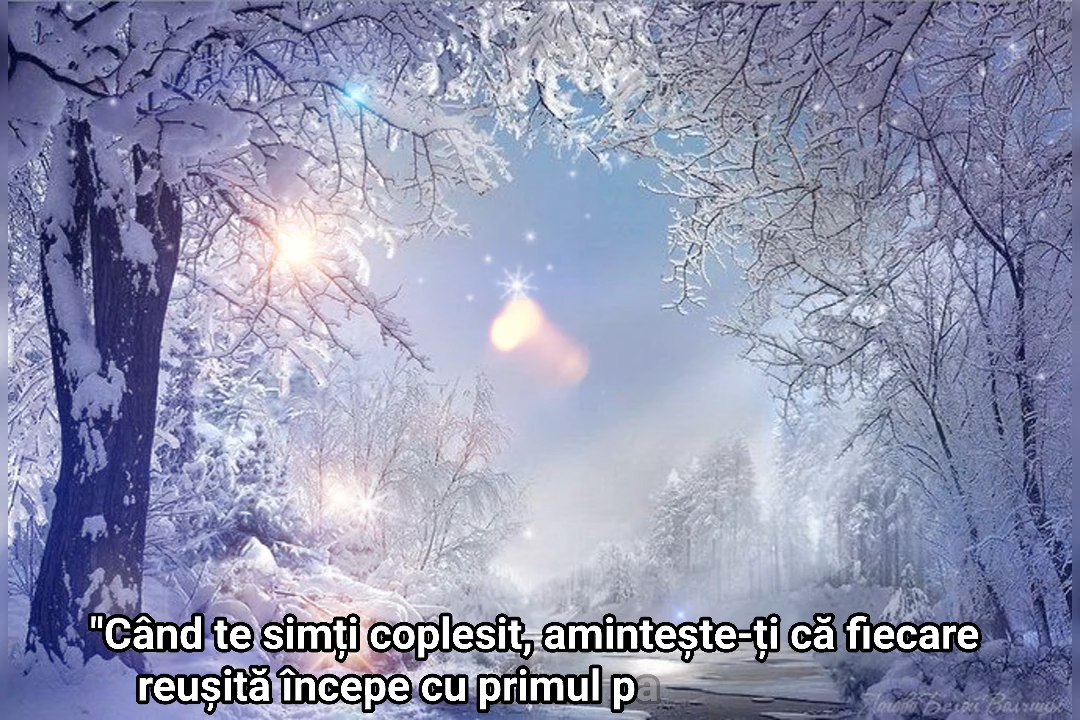 "Când te simți coplesit, amintește-ți că fiecare
reușită începe cu primul pa